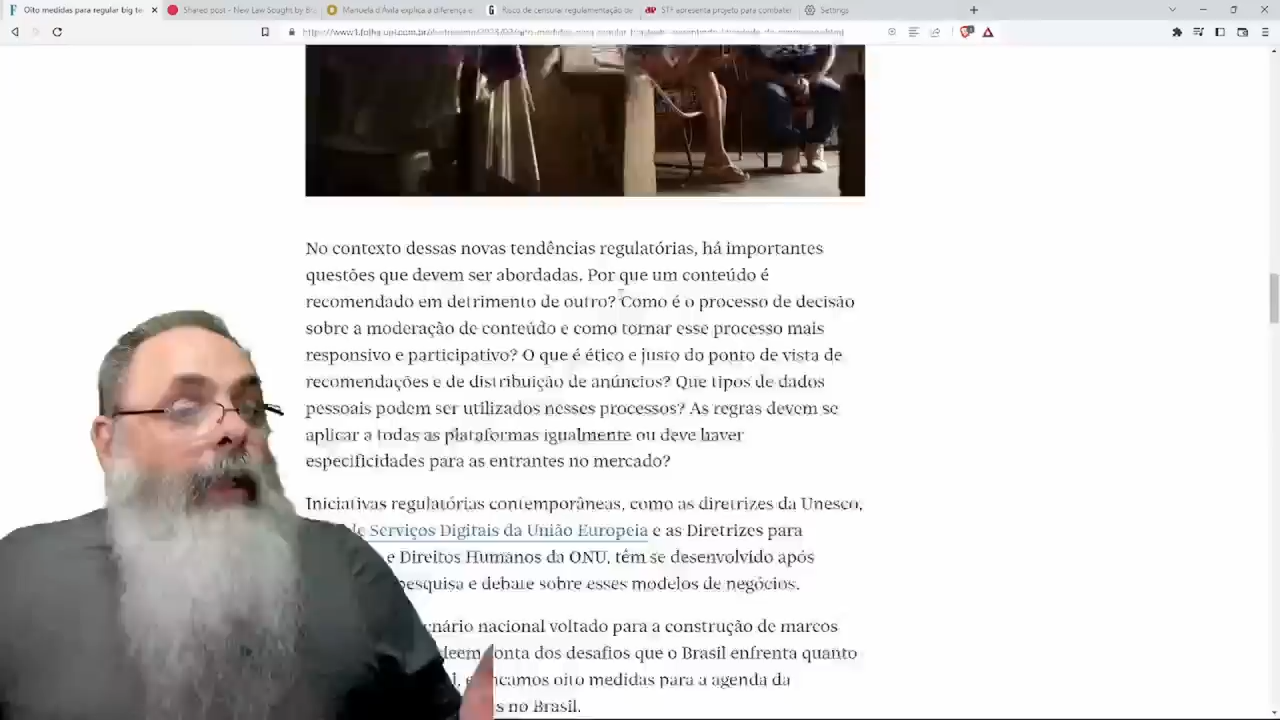 Oito medidas para regular big te
Shared post - New Law Sought by Br
Manuela d'Ávila explica a diferença e
Risco de censurar regulamentação de
STF apresenta projeto para combater
Settings
No contexto dessas novas tendências regulatórias, há importantes
questões que devem ser abordadas. Por que um conteúdo é
recomendado em detrimento de outro? Como é o processo de decisão
sobre a moderação de conteúdo e como tornar esse processo mais
responsivo e participativo? O que é ético e justo do ponto de vista de
recomendações e de distribuição de anúncios? Que tipos de dados
pessoais podem ser utilizados nesses processos? As regras devem se
aplicar a todas as plataformas igualmente ou deve haver
especificidades para as entrantes no mercado?
Iniciativas regulatórias contemporâneas, como as diretrizes da Unesco,
Serviços Digitais da União Europeia e as Diretrizes para
e Direitos Humanos da ONU, têm se desenvolvido após
pesquisa e debate sobre esses modelos de negócios.
nário nacional voltado para a construção de marcos
deem conta dos desafios que o Brasil enfrenta quanto
l, elencamos oito medidas para a agenda da
s no Brasil.